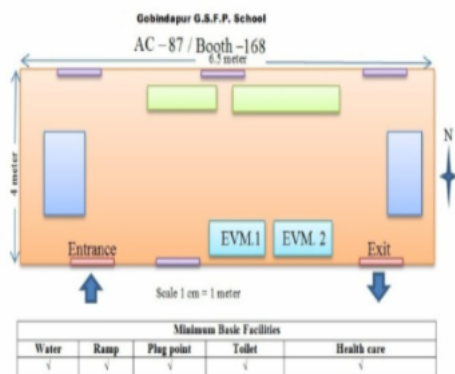 Gobindapur G.S.F.P. School
AC – 87 / Booth –168
6.5 meter
4 meter
N
EVM.1 EVM. 2
Entrance Exit
Scale 1 cm = 1 meter
Minimum Basic Facilities
Water Ramp Plug point Toilet Health care
√ √ √ √ √